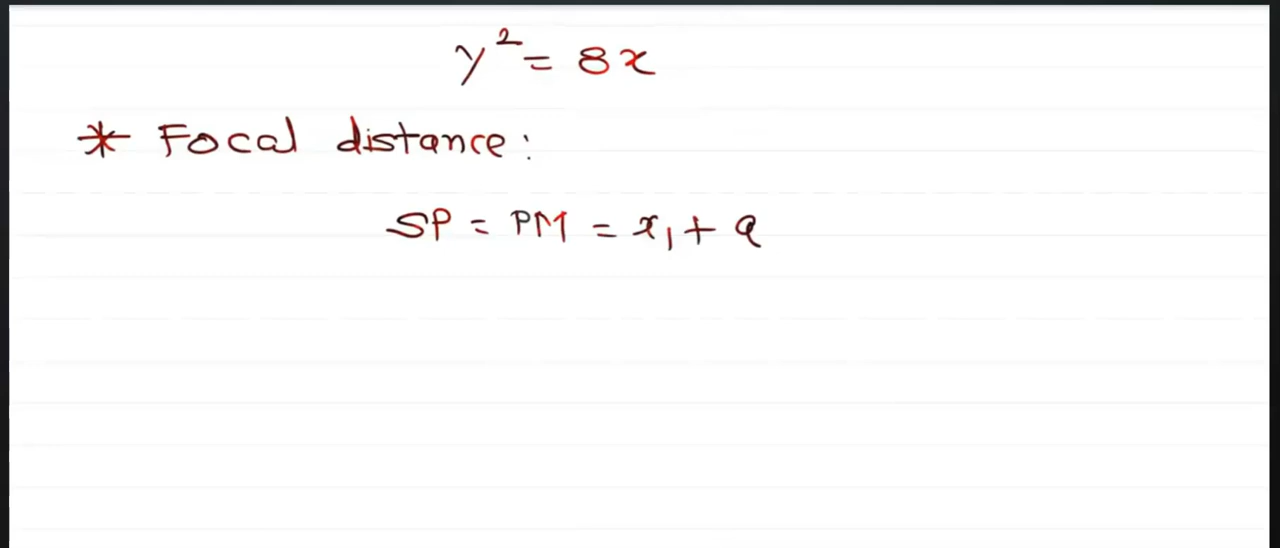 y² = 8x
* Focal distance:
SP = PM = x₁ + a